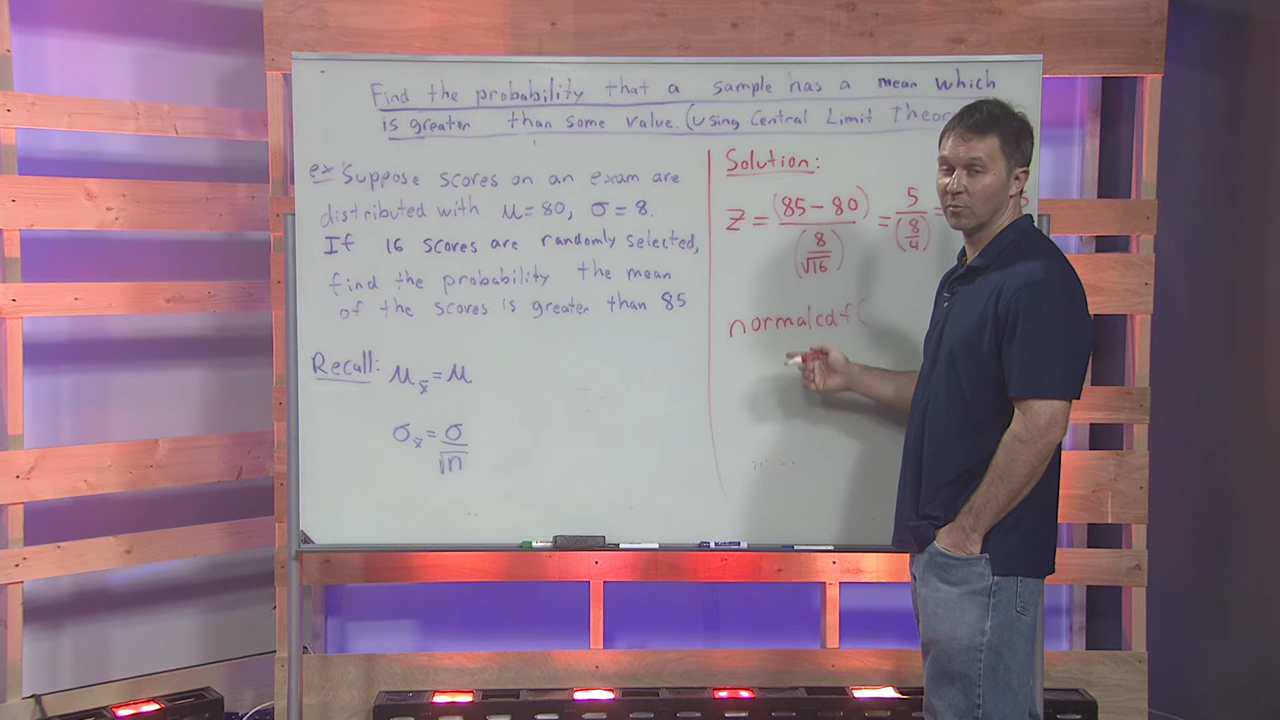 Find the probability that a sample has a mean which
is greater than some value. (using Central Limit Theor
ex Suppose scores on an exam are
distributed with μ=80, σ=8.
If 16 scores are randomly selected,
find the probability the mean
of the scores is greater than 85
Recall: μx̄ = μ
σx̄ = σ/√n
Solution:
Z = (85-80)/(8/√16) = 5/(8/4) =
normalcdf(